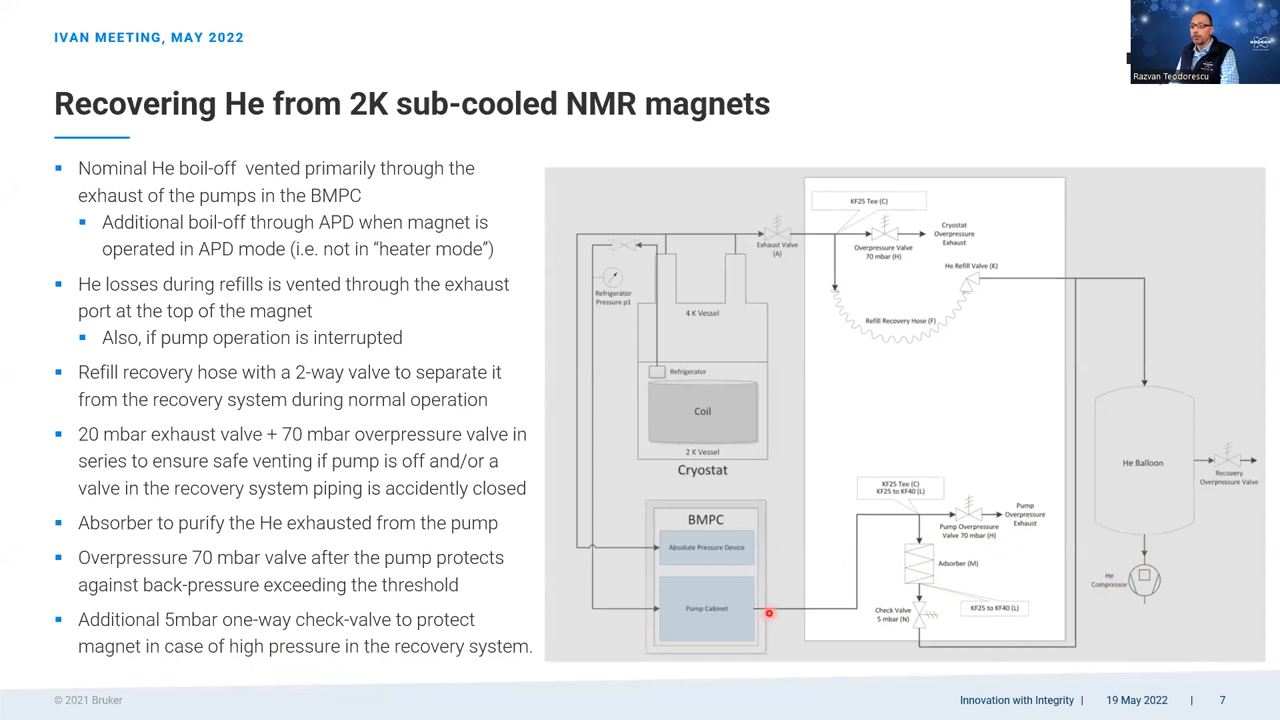 IVAN MEETING, MAY 2022
Razvan Teodorescu
Recovering He from 2K sub-cooled NMR magnets
Nominal He boil-off vented primarily through the
exhaust of the pumps in the BMPC
Additional boil-off through APD when magnet is
operated in APD mode (i.e. not in “heater mode”)
He losses during refills is vented through the exhaust
port at the top of the magnet
Also, if pump operation is interrupted
Refill recovery hose with a 2-way valve to separate it
from the recovery system during normal operation
20 mbar exhaust valve + 70 mbar overpressure valve in
series to ensure safe venting if pump is off and/or a
valve in the recovery system piping is accidently closed
Absorber to purify the He exhausted from the pump
Overpressure 70 mbar valve after the pump protects
against back-pressure exceeding the threshold
Additional 5mbar one-way check-valve to protect
magnet in case of high pressure in the recovery system.
KF25 Tee (C)
Exhaust Valve
(A)
Overpressure Valve
70 mbar (H)
Cryostat
Overpressure
Exhaust
He Refill Valve (K)
Refrigerator
Pressure p1
4 K Vessel
Refill Recovery Hose (F)
Refrigerator
Coil
2 K Vessel
Cryostat
He Balloon
Recovery
Overpressure Valve
KF25 Tee (C)
KF25 to KF40 (L)
Pump
Overpressure
Exhaust
Pump Overpressure
Valve 70 mbar (H)
BMPC
Absolute Pressure Device
Adsorber (M)
He
Compressor
Pump Cabinet
KF25 to KF40 (L)
Check Valve
5 mbar (N)
© 2021 Bruker
Innovation with Integrity |
19 May 2022
|
7